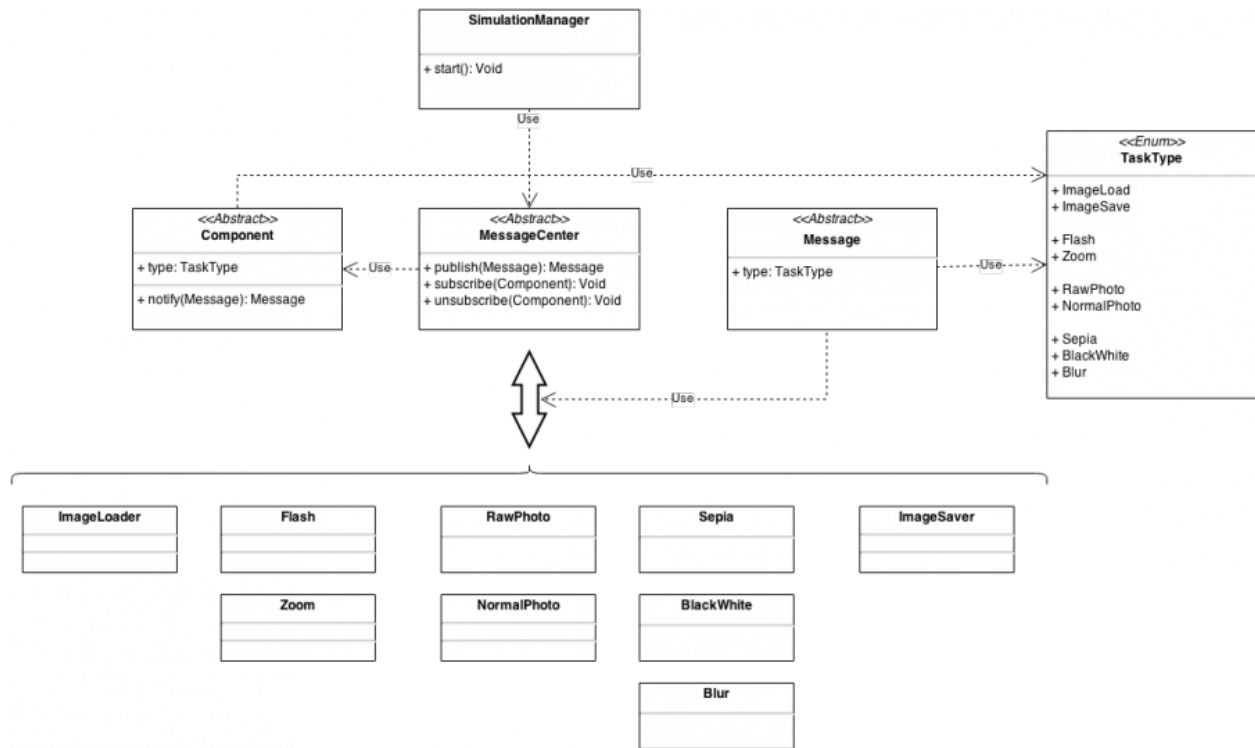 SimulationManager
+ start(): Void
Use
<<Enum>>
TaskType
+ ImageLoad
+ ImageSave
+ Flash
+ Zoom
+ RawPhoto
+ NormalPhoto
+ Sepia
+ BlackWhite
+ Blur
Use
<<Abstract>>
Component
+ type: TaskType
+ notify(Message): Message
Use
<<Abstract>>
MessageCenter
+ publish(Message): Message
+ subscribe(Component): Void
+ unsubscribe(Component): Void
<<Abstract>>
Message
+ type: TaskType
Use
Use
ImageLoader
Flash
RawPhoto
Sepia
ImageSaver
Zoom
NormalPhoto
BlackWhite
Blur